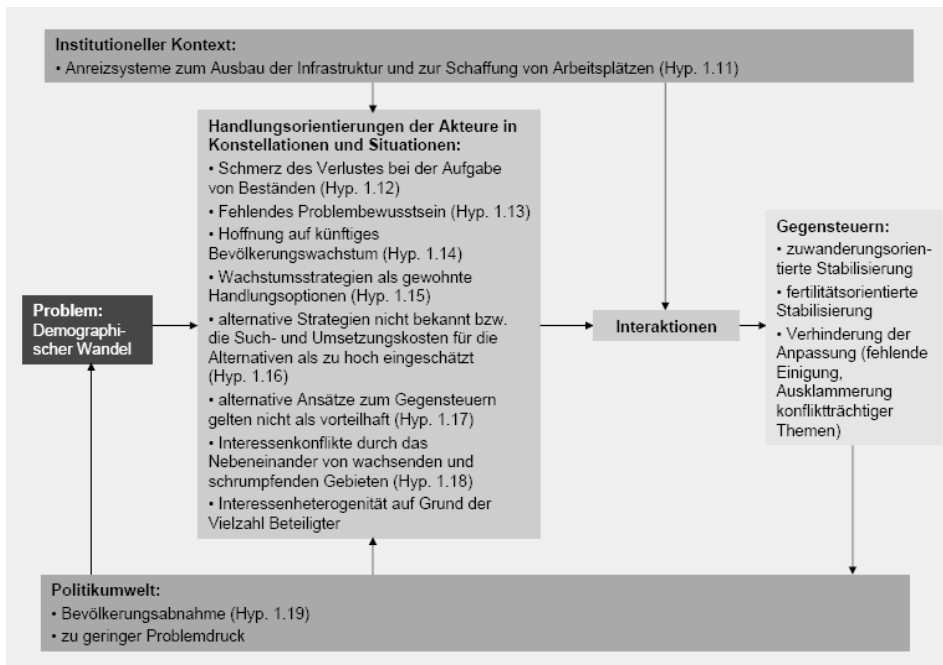 Institutioneller Kontext:
• Anreizsysteme zum Ausbau der Infrastruktur und zur Schaffung von Arbeitsplätzen (Hyp. 1.11)
Handlungsorientierungen der Akteure in
Konstellationen und Situationen:
• Schmerz des Verlustes bei der Aufgabe
von Beständen (Hyp. 1.12)
• Fehlendes Problembewusstsein (Hyp. 1.13)
• Hoffnung auf künftiges
Bevölkerungswachstum (Hyp. 1.14)
• Wachstumsstrategien als gewohnte
Handlungsoptionen (Hyp. 1.15)
• alternative Strategien nicht bekannt bzw.
die Such- und Umsetzungskosten für die
Alternativen als zu hoch eingeschätzt
(Hyp. 1.16)
• alternative Ansätze zum Gegensteuern
gelten nicht als vorteilhaft (Hyp. 1.17)
• Interessenkonflikte durch das
Nebeneinander von wachsenden und
schrumpfenden Gebieten (Hyp. 1.18)
• Interessenheterogenität auf Grund der
Vielzahl Beteiligter
Problem:
Demographi-
scher Wandel
Interaktionen
Gegensteuern:
• zuwanderungsorien-
tierte Stabilisierung
• fertilitätsorientierte
Stabilisierung
• Verhinderung der
Anpassung (fehlende
Einigung,
Ausklammerung
konfliktträchtiger
Themen)
Politikumwelt:
• Bevölkerungsabnahme (Hyp. 1.19)
• zu geringer Problemdruck